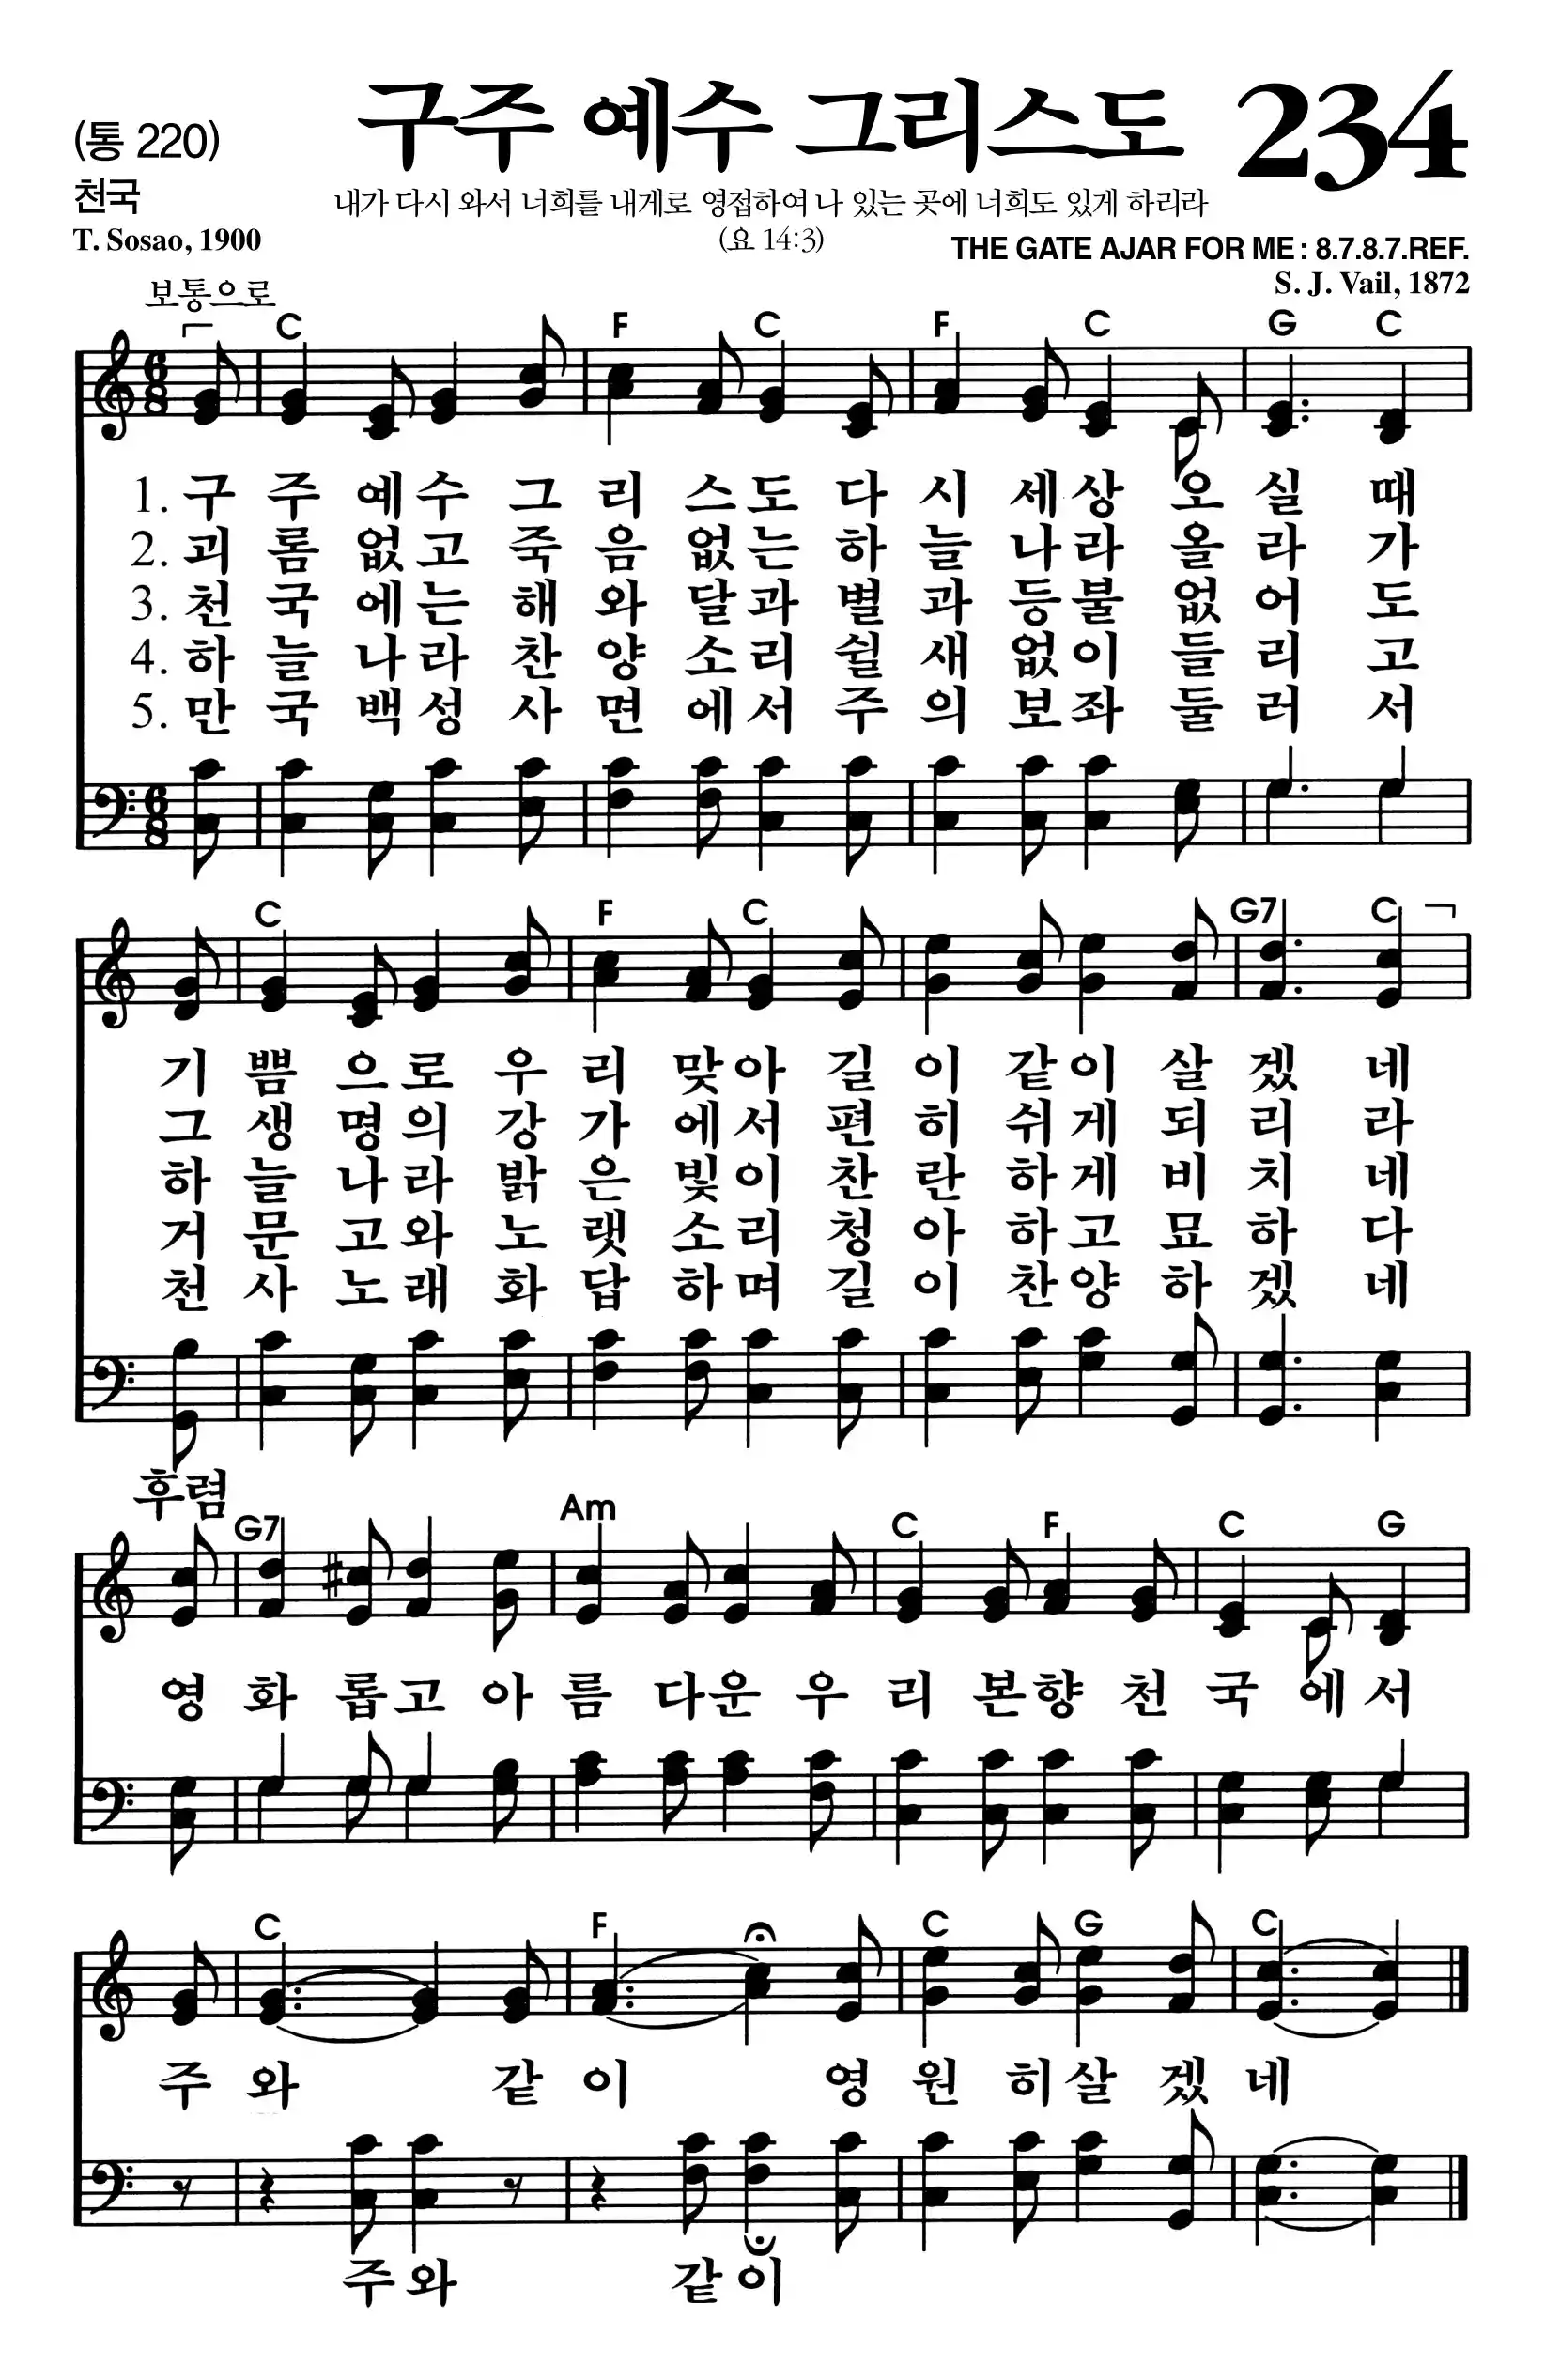 (통 220) 구주 예수 그리스도 234
천국
내가 다시 와서 너희를 내게로 영접하여 나 있는 곳에 너희도 있게 하리라
T. Sosao, 1900
(요 14:3)
THE GATE AJAR FOR ME : 8.7.8.7.REF.
S. J. Vail, 1872
보통으로
C F C F C G C
6 8
1. 구 주 예 수 그 리 스 도 다 시 세 상 오 실 때
2. 괴 롬 없 고 죽 음 없 는 하 늘 나 라 올 라 가
3. 천 국 에 는 해 와 달 과 별 과 등 불 없 어 도
4. 하 늘 나 라 찬 양 소 리 쉴 새 없 이 들 리 고
5. 만 국 백 성 사 면 에 서 주 의 보 좌 둘 러 서
6 8
C F C G7 C
기 쁨 으 로 우 리 맞 아 길 이 같 이 살 겠 네
그 생 명 의 강 가 에 서 편 히 쉬 게 되 리 라
하 늘 나 라 밝 은 빛 이 찬 란 하 게 비 치 네
거 문 고 와 노 랫 소 리 청 아 하 고 묘 하 다
천 사 노 래 화 답 하 며 길 이 찬 양 하 겠 네
후렴
G7 Am C F C G
영 화 롭 고 아 름 다 운 우 리 본 향 천 국 에 서
C F C G C
주 와 같 이 영 원 히 살 겠 네
주 와 같 이